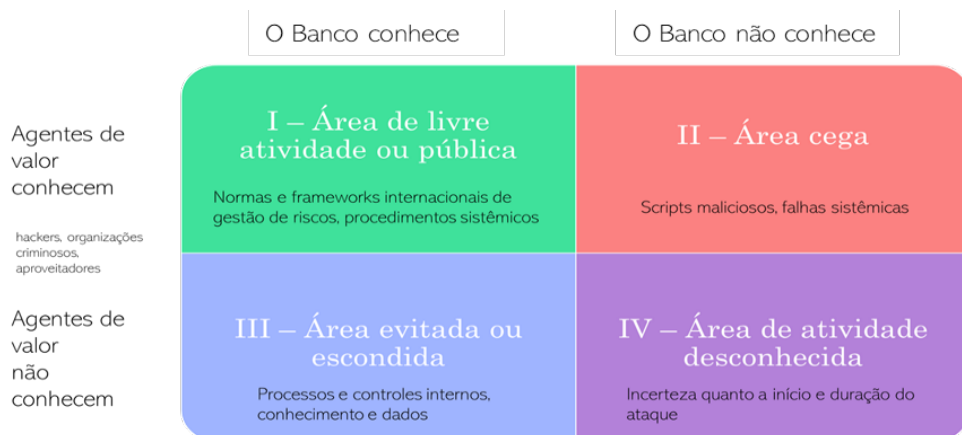 O Banco conhece
O Banco não conhece
Agentes de
valor
conhecem
hackers, organizações
criminosos,
aproveitadores
I – Área de livre
atividade ou pública
Normas e frameworks internacionais de
gestão de riscos, procedimentos sistêmicos
II – Área cega
Scripts maliciosos, falhas sistêmicas
Agentes de
valor
não
conhecem
III – Área evitada ou
escondida
Processos e controles internos,
conhecimento e dados
IV – Área de atividade
desconhecida
Incerteza quanto a início e duração do
ataque